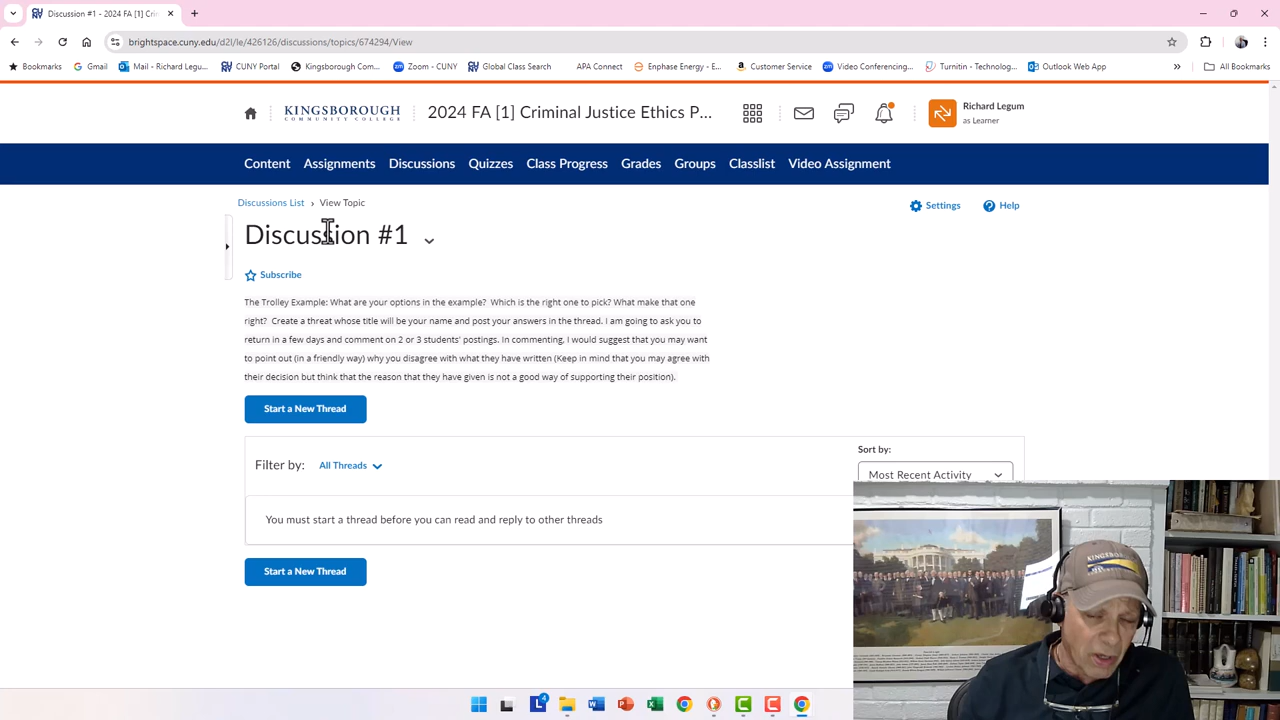 Discussion #1 - 2024 FA [1] Crim
brightspace.cuny.edu/d2l/le/426126/discussions/topics/674294/View
Bookmarks Gmail Mail - Richard Legu... CUNY Portal Kingsborough Com... Zoom - CUNY Global Class Search APA Connect Enphase Energy - E... Customer Service Video Conferencing... Turnitin - Technolog... Outlook Web App » All Bookmarks
KINGSBOROUGH
COMMUNITY COLLEGE
2024 FA [1] Criminal Justice Ethics P...
Richard Legum
as Learner
Content Assignments Discussions Quizzes Class Progress Grades Groups Classlist Video Assignment
Discussions List › View Topic
Settings Help
Discussion #1
Subscribe
The Trolley Example: What are your options in the example? Which is the right one to pick? What make that one
right? Create a threat whose title will be your name and post your answers in the thread. I am going to ask you to
return in a few days and comment on 2 or 3 students' postings. In commenting, I would suggest that you may want
to point out (in a friendly way) why you disagree with what they have written (Keep in mind that you may agree with
their decision but think that the reason that they have given is not a good way of supporting their position).
Start a New Thread
Sort by:
Filter by: All Threads
Most Recent Activity
You must start a thread before you can read and reply to other threads
Start a New Thread
KINGSBOROUGH